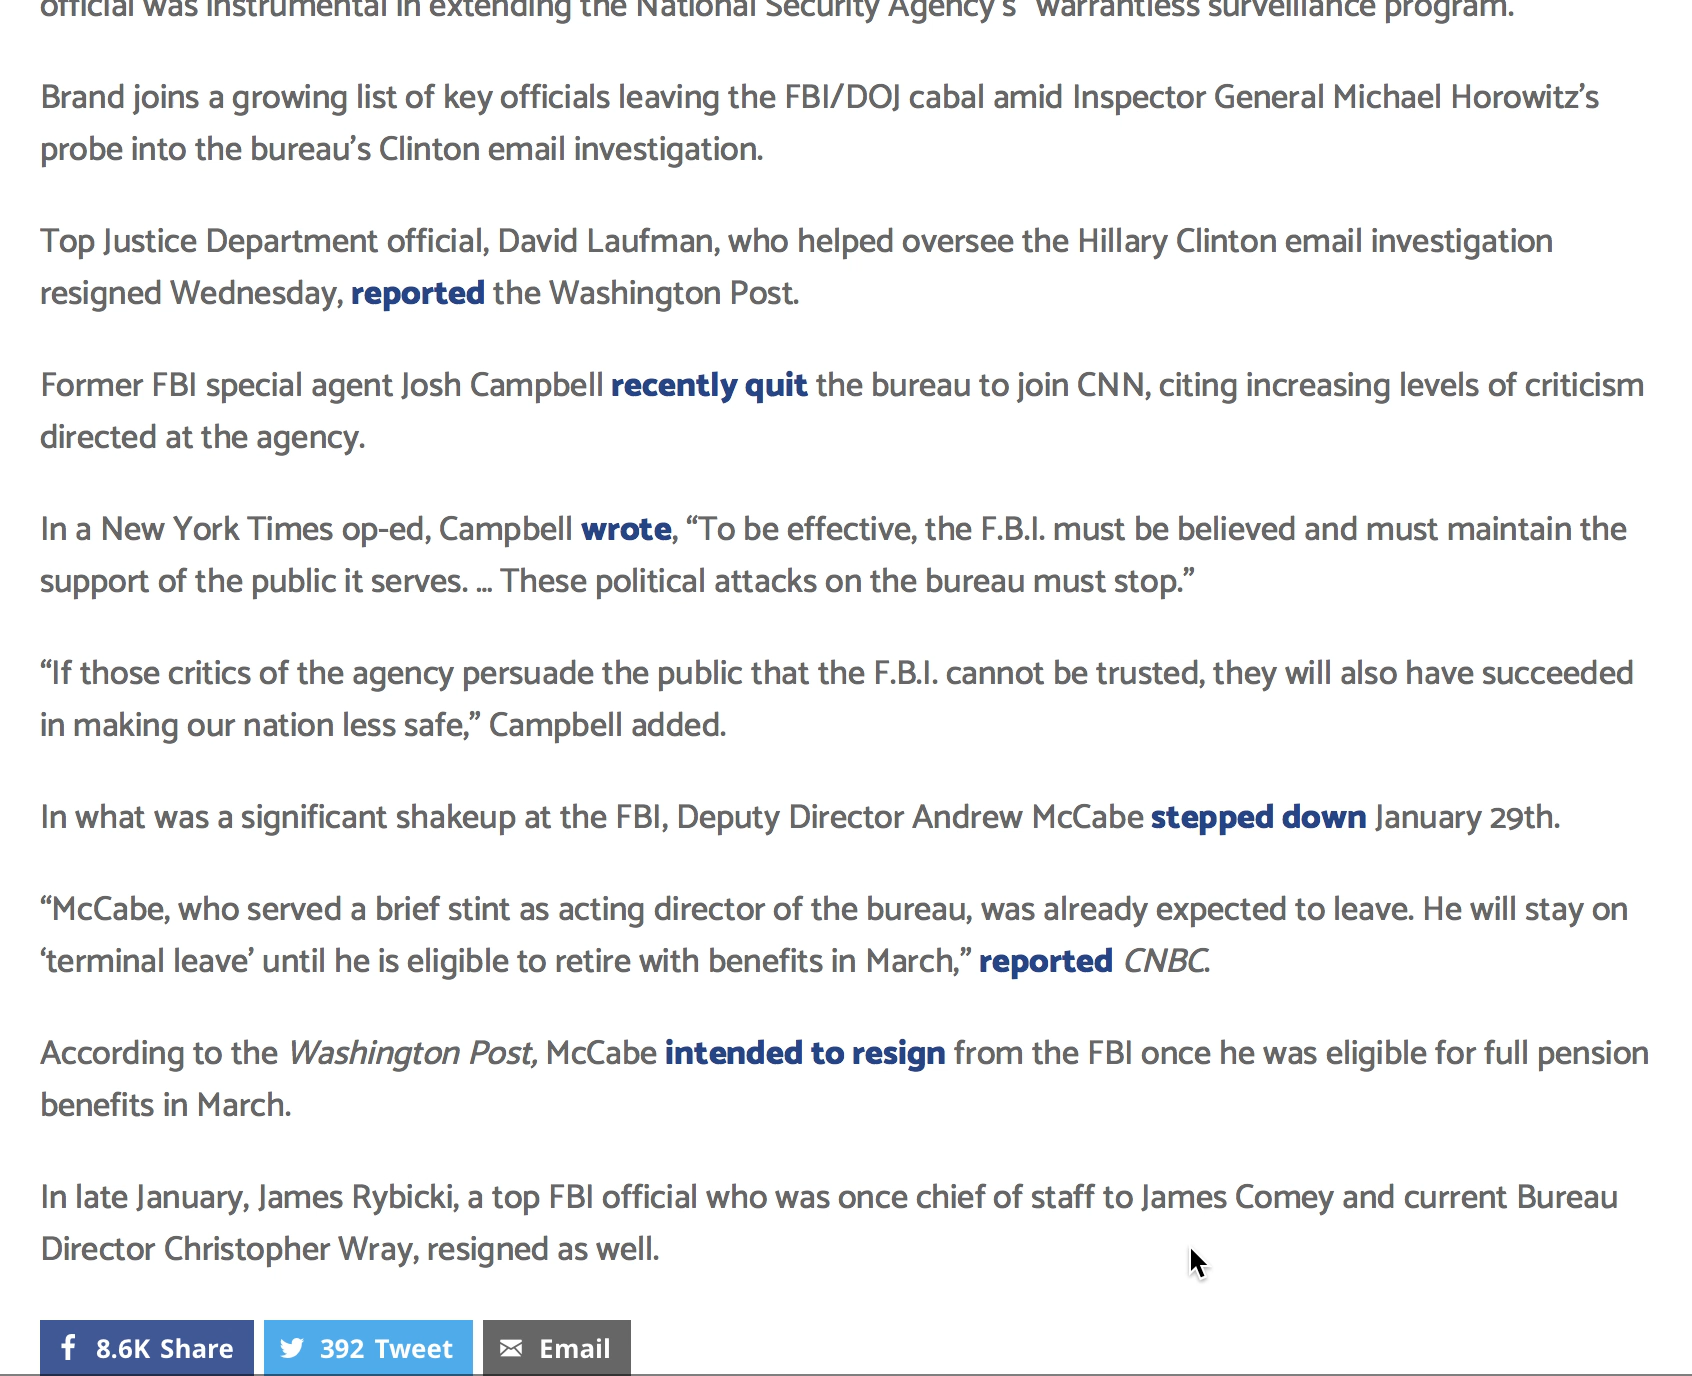 official was instrumental in extending the National Security Agency’s “warrantless surveillance program.
Brand joins a growing list of key officials leaving the FBI/DOJ cabal amid Inspector General Michael Horowitz’s
probe into the bureau’s Clinton email investigation.
Top Justice Department official, David Laufman, who helped oversee the Hillary Clinton email investigation
resigned Wednesday, reported the Washington Post.
Former FBI special agent Josh Campbell recently quit the bureau to join CNN, citing increasing levels of criticism
directed at the agency.
In a New York Times op-ed, Campbell wrote, “To be effective, the F.B.I. must be believed and must maintain the
support of the public it serves. ... These political attacks on the bureau must stop.”
“If those critics of the agency persuade the public that the F.B.I. cannot be trusted, they will also have succeeded
in making our nation less safe,” Campbell added.
In what was a significant shakeup at the FBI, Deputy Director Andrew McCabe stepped down January 29th.
“McCabe, who served a brief stint as acting director of the bureau, was already expected to leave. He will stay on
‘terminal leave’ until he is eligible to retire with benefits in March,” reported CNBC.
According to the Washington Post, McCabe intended to resign from the FBI once he was eligible for full pension
benefits in March.
In late January, James Rybicki, a top FBI official who was once chief of staff to James Comey and current Bureau
Director Christopher Wray, resigned as well.
8.6K Share 392 Tweet Email